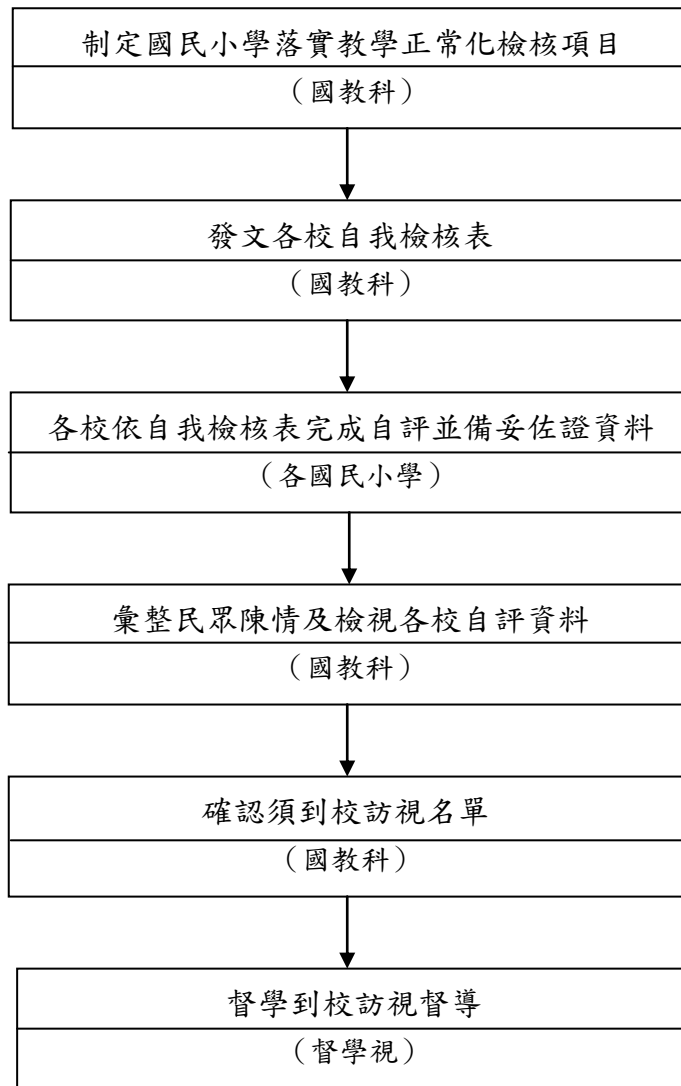 制定國民小學落實教學正常化檢核項目
（國教科）
發文各校自我檢核表
（國教科）
各校依自我檢核表完成自評並備妥佐證資料
（各國民小學）
彙整民眾陳情及檢視各校自評資料
（國教科）
確認須到校訪視名單
（國教科）
督學到校訪視督導
（督學視）